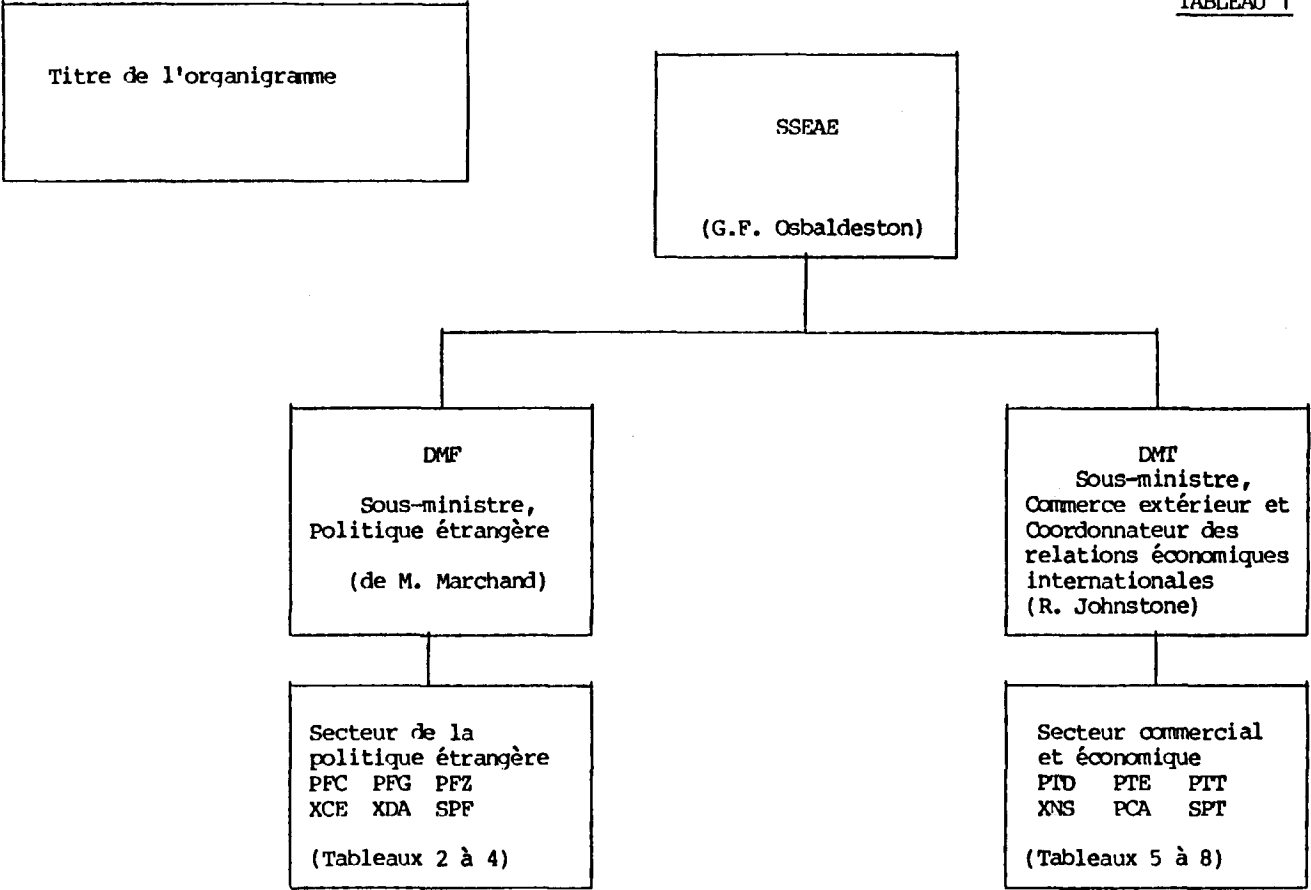 TABLEAU 1
Titre de l'organigramme
SSEAE
(G.F. Osbaldeston)
DMF
Sous-ministre,
Politique étrangère
(de M. Marchand)
DMT
Sous-ministre,
Commerce extérieur et
Coordonnateur des
relations économiques
internationales
(R. Johnstone)
Secteur de la
politique étrangère
PFC PFG PFZ
XCE XDA SPF
(Tableaux 2 à 4)
Secteur commercial
et économique
PTD PTE PTT
XNS PCA SPT
(Tableaux 5 à 8)